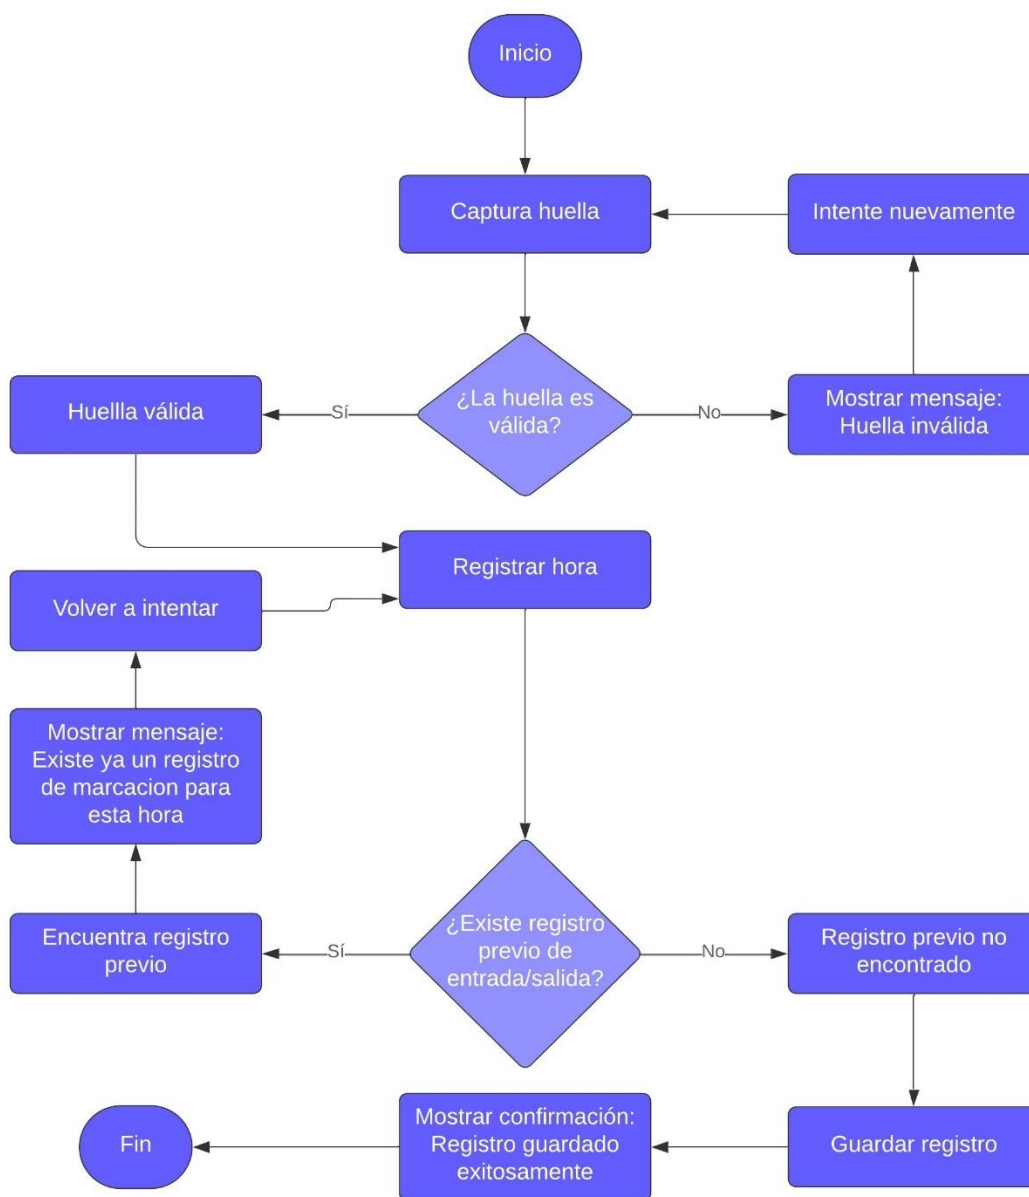 Inicio
Captura huella
Intente nuevamente
¿La huella es
válida?
Sí
No
Huellla válida
Mostrar mensaje:
Huella inválida
Registrar hora
Volver a intentar
Mostrar mensaje:
Existe ya un registro
de marcacion para
esta hora
¿Existe registro
previo de
entrada/salida?
Sí
No
Encuentra registro
previo
Registro previo no
encontrado
Guardar registro
Mostrar confirmación:
Registro guardado
exitosamente
Fin